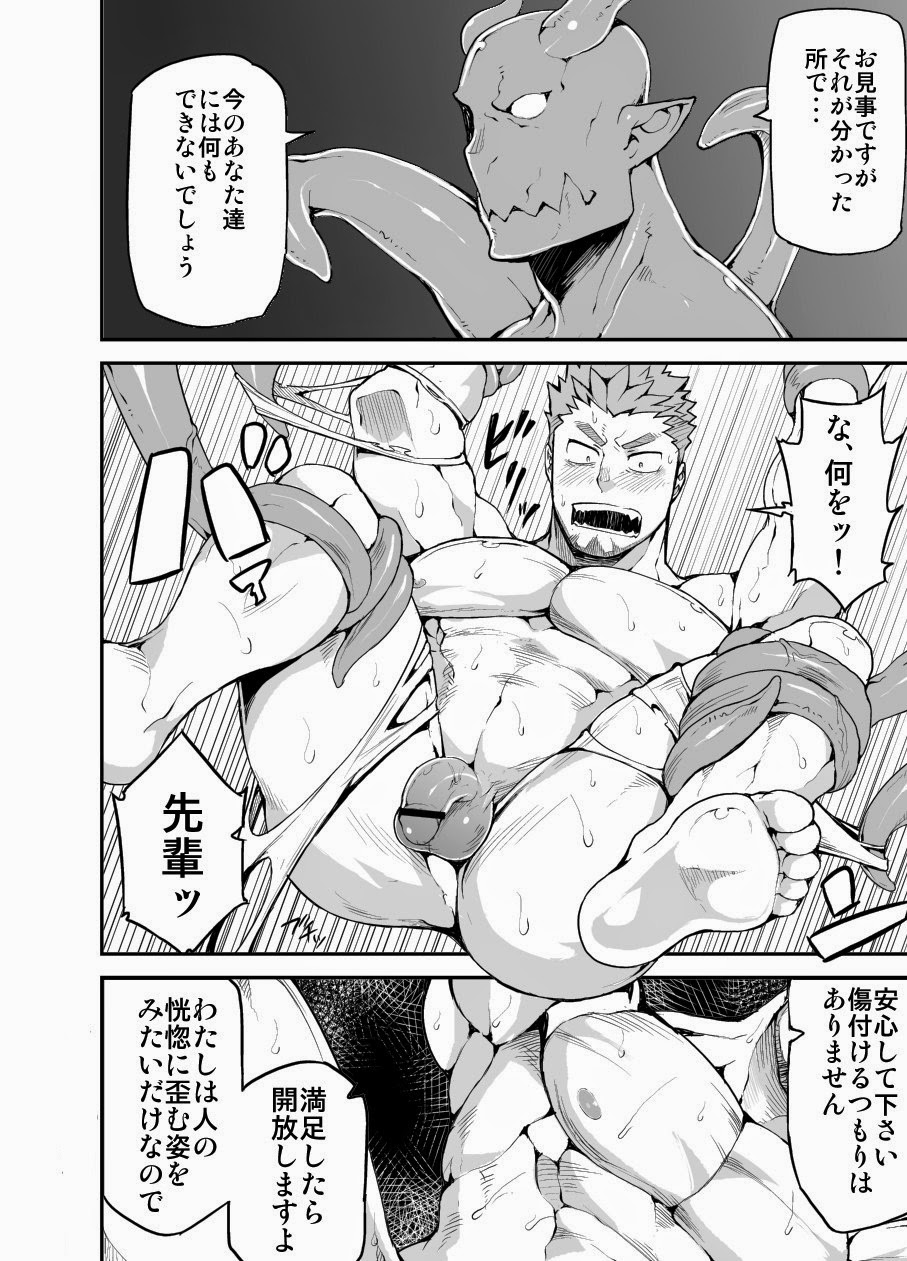 お見事ですが
それが分かった
所で・・・
今のあなた達
には何も
できないでしょう
な、何をッ！
ビリッ
先輩ッ
安心して下さい
傷付けるつもりは
ありません
満足したら
開放しますよ
わたしは人の
恍惚に歪む姿を
みたいだけなので